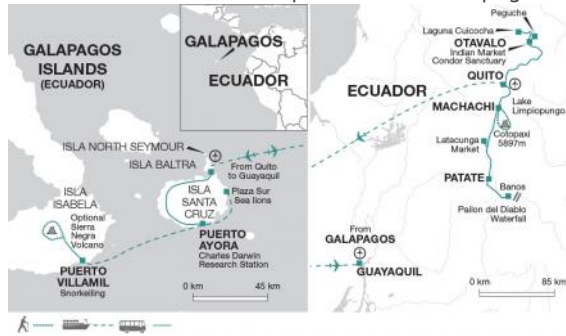 GALAPAGOS
ISLANDS
(ECUADOR)
GALAPAGOS
ECUADOR
ISLA NORTH SEYMOUR
ISLA BALTRA
From Quito
to Guayaquil
ISLA
SANTA
CRUZ
Plaza Sur
Sea lions
ISLA
ISABELA
Optional
Sierra
Negra
Volcano
PUERTO
AYORA
Charles Darwin
Research Station
PUERTO
VILLAMIL
Snorkelling
0 km 45 km
Peguche
Laguna Cuicocha
OTAVALO
Indian Market
Condor Sanctuary
QUITO
ECUADOR
MACHACHI
Lake
Limpiopungo
Cotopaxi
5897m
Latacunga
Market
PATATE
Banos
Pailon del Diablo
Waterfall
From
GALAPAGOS
GUAYAQUIL
0 km 85 km